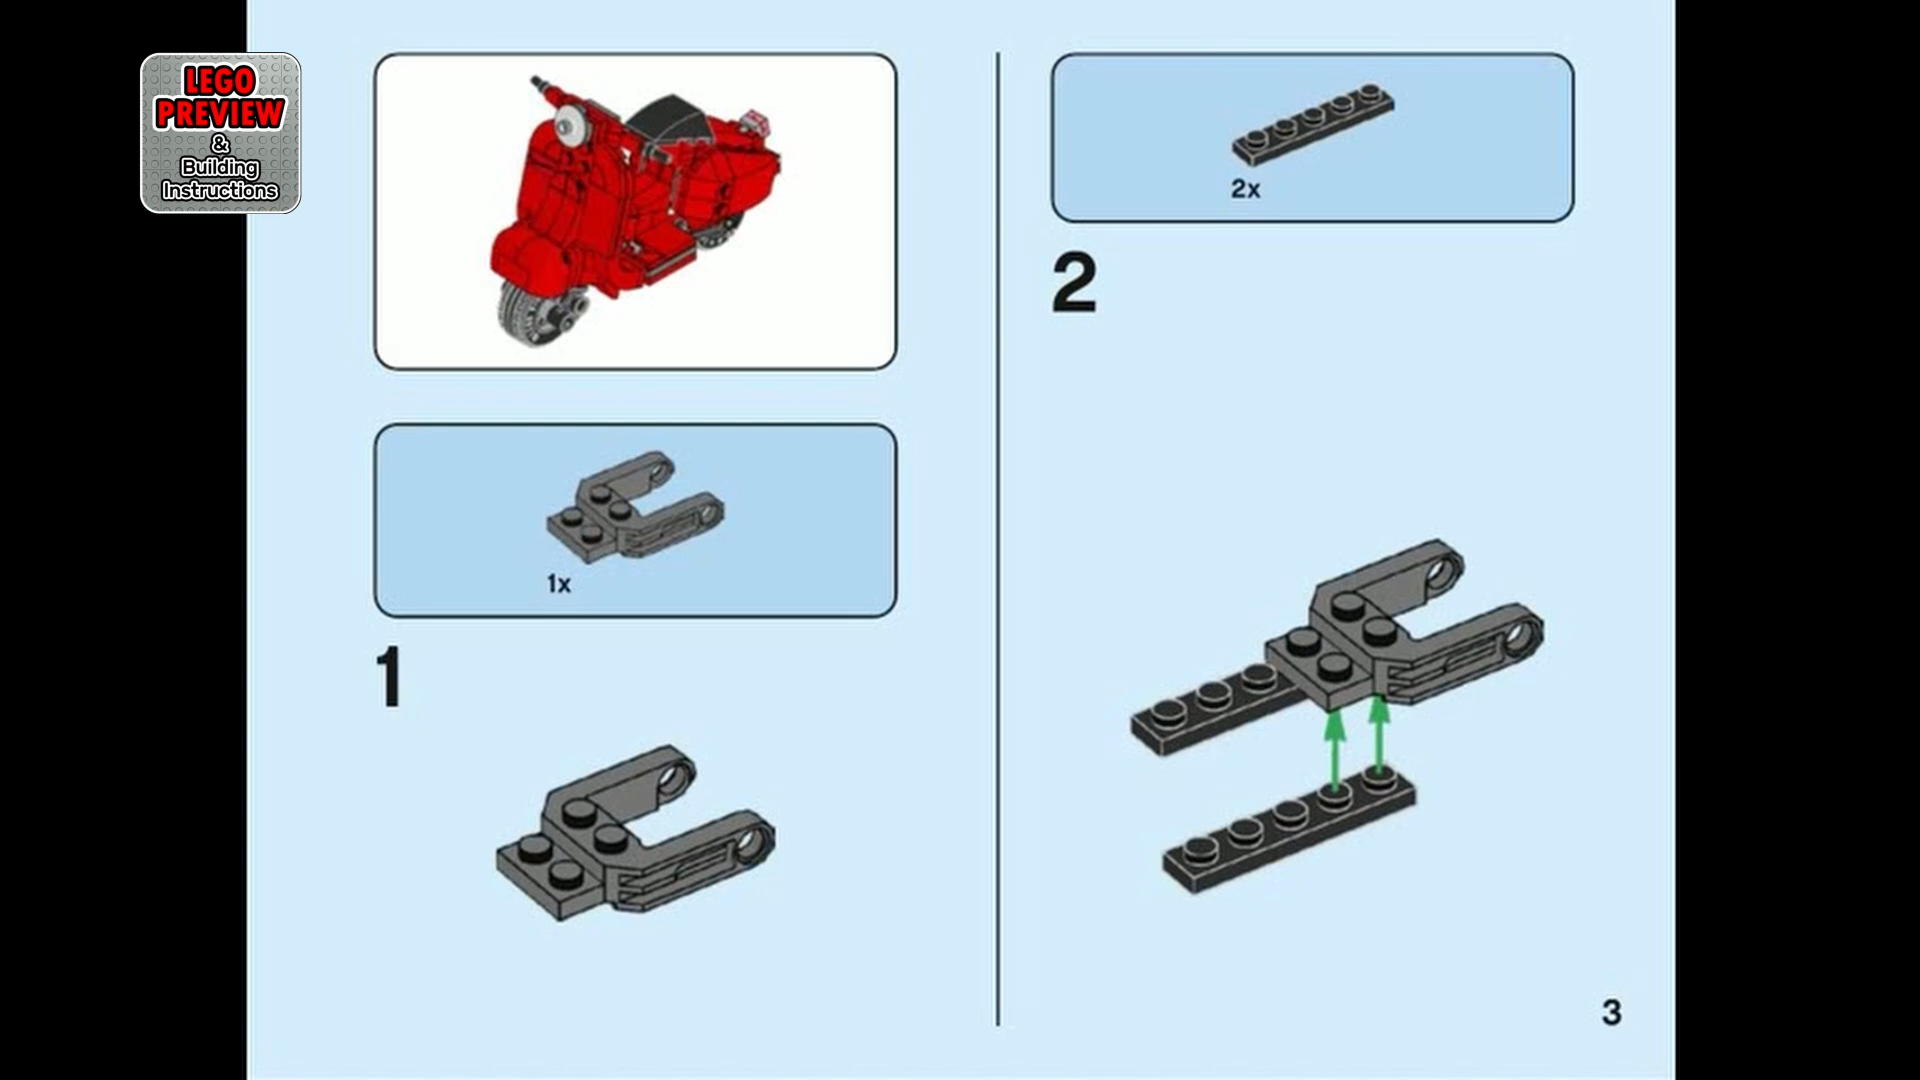 LEGO
PREVIEW
&
Building
Instructions
1x
1
2x
2
3